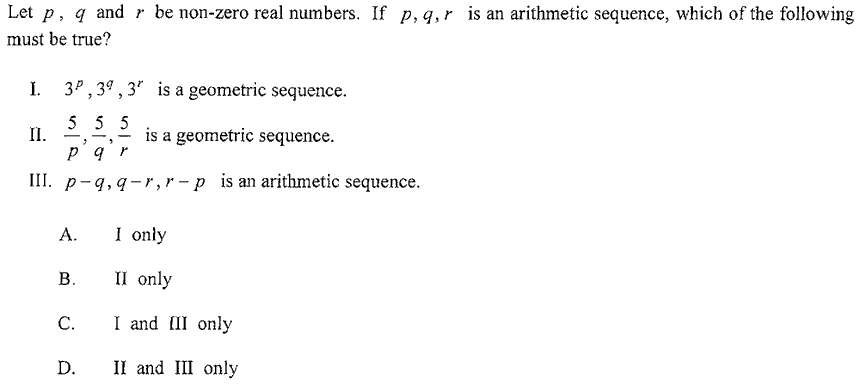 Let p, q and r be non-zero real numbers. If p, q, r is an arithmetic sequence, which of the following
must be true?
I. 3^p, 3^q, 3^r is a geometric sequence.
II. 5/p, 5/q, 5/r is a geometric sequence.
III. p – q, q – r, r – p is an arithmetic sequence.
A. I only
B. II only
C. I and III only
D. II and III only